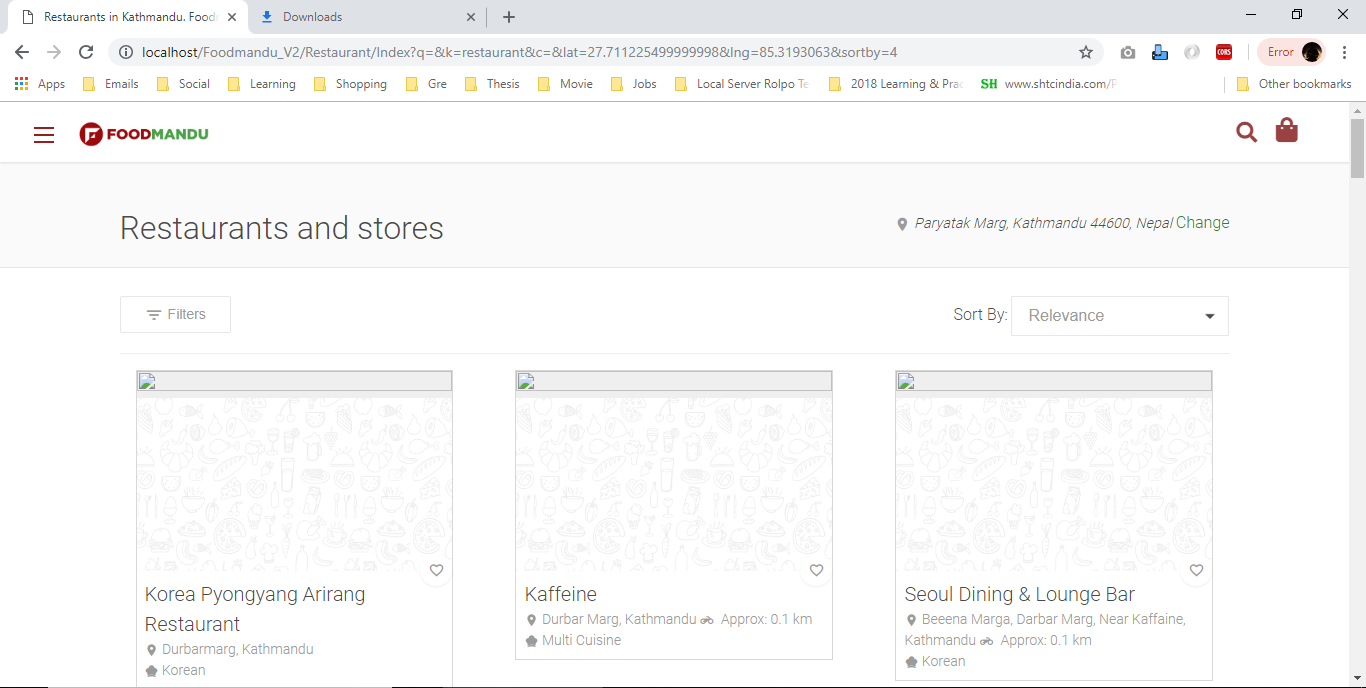 Restaurants in Kathmandu. Food
Downloads
localhost/Foodmandu_V2/Restaurant/Index?q=&k=restaurant&c=&lat=27.711225499999998&lng=85.3193063&sortby=4
CORS
Error
Apps
Emails
Social
Learning
Shopping
Gre
Thesis
Movie
Jobs
Local Server Rolpo Te
2018 Learning & Prac
SH www.shtcindia.com/P
Other bookmarks
FOODMANDU
Restaurants and stores
Paryatak Marg, Kathmandu 44600, Nepal Change
Filters
Sort By: Relevance
Korea Pyongyang Arirang
Restaurant
Durbarmarg, Kathmandu
Korean
Kaffeine
Durbar Marg, Kathmandu Approx: 0.1 km
Multi Cuisine
Seoul Dining & Lounge Bar
Beeena Marga, Darbar Marg, Near Kaffaine,
Kathmandu Approx: 0.1 km
Korean